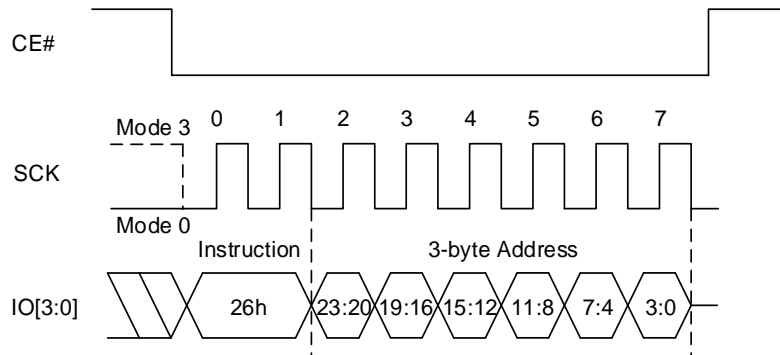 CE#
Mode 3
0 1 2 3 4 5 6 7
SCK
Mode 0
Instruction 3-byte Address
IO[3:0]
26h 23:20 19:16 15:12 11:8 7:4 3:0